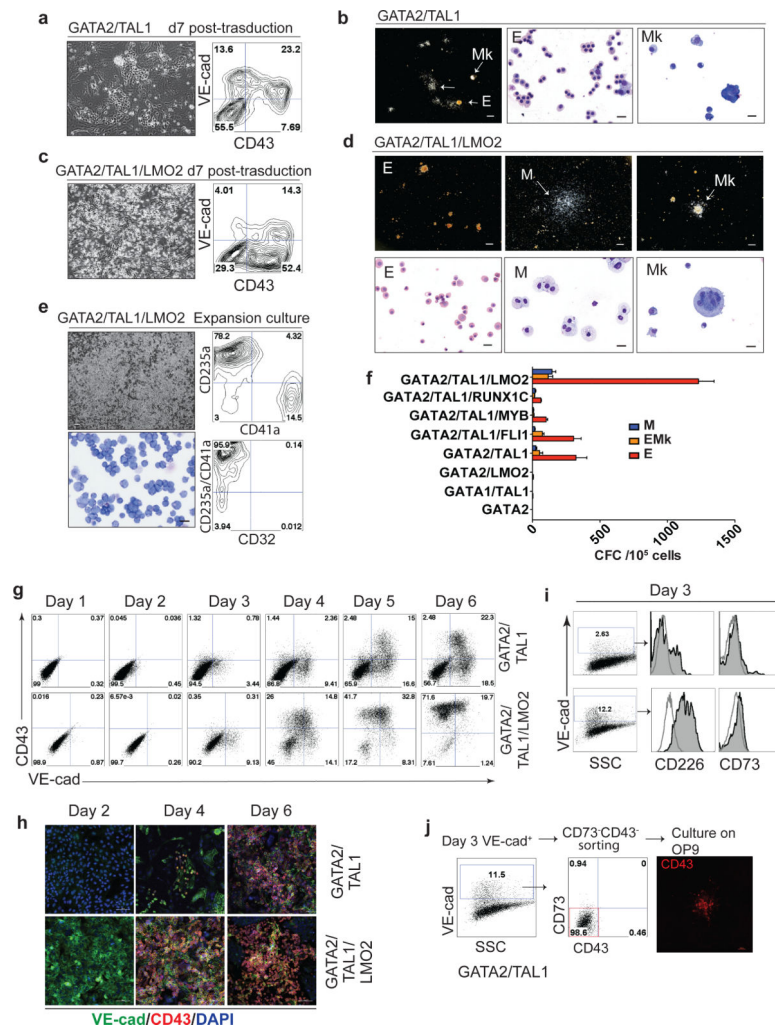 a GATA2/TAL1 d7 post-trasduction
13.6 23.2
VE-cad
55.5 7.69
CD43
b GATA2/TAL1
Mk
E
E
Mk
c GATA2/TAL1/LMO2 d7 post-trasduction
4.01 14.3
VE-cad
29.3 52.4
CD43
d GATA2/TAL1/LMO2
E
M
Mk
E
M
Mk
e GATA2/TAL1/LMO2 Expansion culture
78.2 4.32
CD235a
3 14.5
CD41a
95.9 0.14
CD235a/CD41a
3.94 0.012
CD32
f
GATA2/TAL1/LMO2
GATA2/TAL1/RUNX1C
GATA2/TAL1/MYB
GATA2/TAL1/FLI1
GATA2/TAL1
GATA2/LMO2
GATA1/TAL1
GATA2
M
EMk
E
0 500 1000 1500
CFC /10⁵ cells
g Day 1 Day 2 Day 3 Day 4 Day 5 Day 6
0.3 0.37 0.045 0.036 1.32 0.78 1.44 2.36 2.48 15 2.48 22.3
99 0.32 99.5 0.45 94.5 3.44 86.8 9.41 65.9 16.6 56.7 18.5
GATA2/
TAL1
0.016 0.23 6.57e-3 0.02 0.35 0.31 26 14.8 41.7 32.8 71.6 19.7
98.9 0.87 99.7 0.26 90.2 9.13 45 14.1 17.2 8.31 7.61 1.24
GATA2/
TAL1/LMO2
CD43
VE-cad
h Day 2 Day 4 Day 6
GATA2/
TAL1
GATA2/
TAL1/
LMO2
VE-cad/CD43/DAPI
i Day 3
2.63
12.2
VE-cad
SSC CD226 CD73
j Day 3 VE-cad⁺ CD73⁻CD43⁻
sorting
Culture on
OP9
11.5
VE-cad
SSC
0.94 0
CD73
98.6 0.46
CD43
CD43
GATA2/TAL1